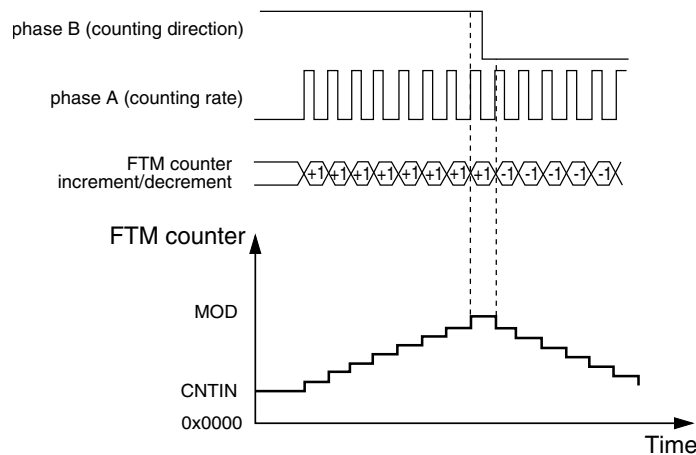 phase B (counting direction)
phase A (counting rate)
FTM counter
increment/decrement
+1 +1 +1 +1 +1 +1 +1 +1 -1 -1 -1 -1 -1
FTM counter
MOD
CNTIN
0x0000
Time